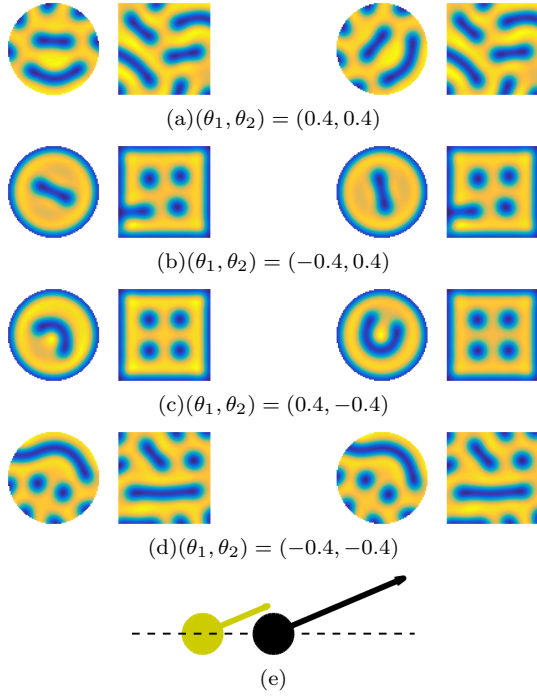 (a)(θ₁, θ₂) = (0.4, 0.4)
(b)(θ₁, θ₂) = (−0.4, 0.4)
(c)(θ₁, θ₂) = (0.4, −0.4)
(d)(θ₁, θ₂) = (−0.4, −0.4)
(e)